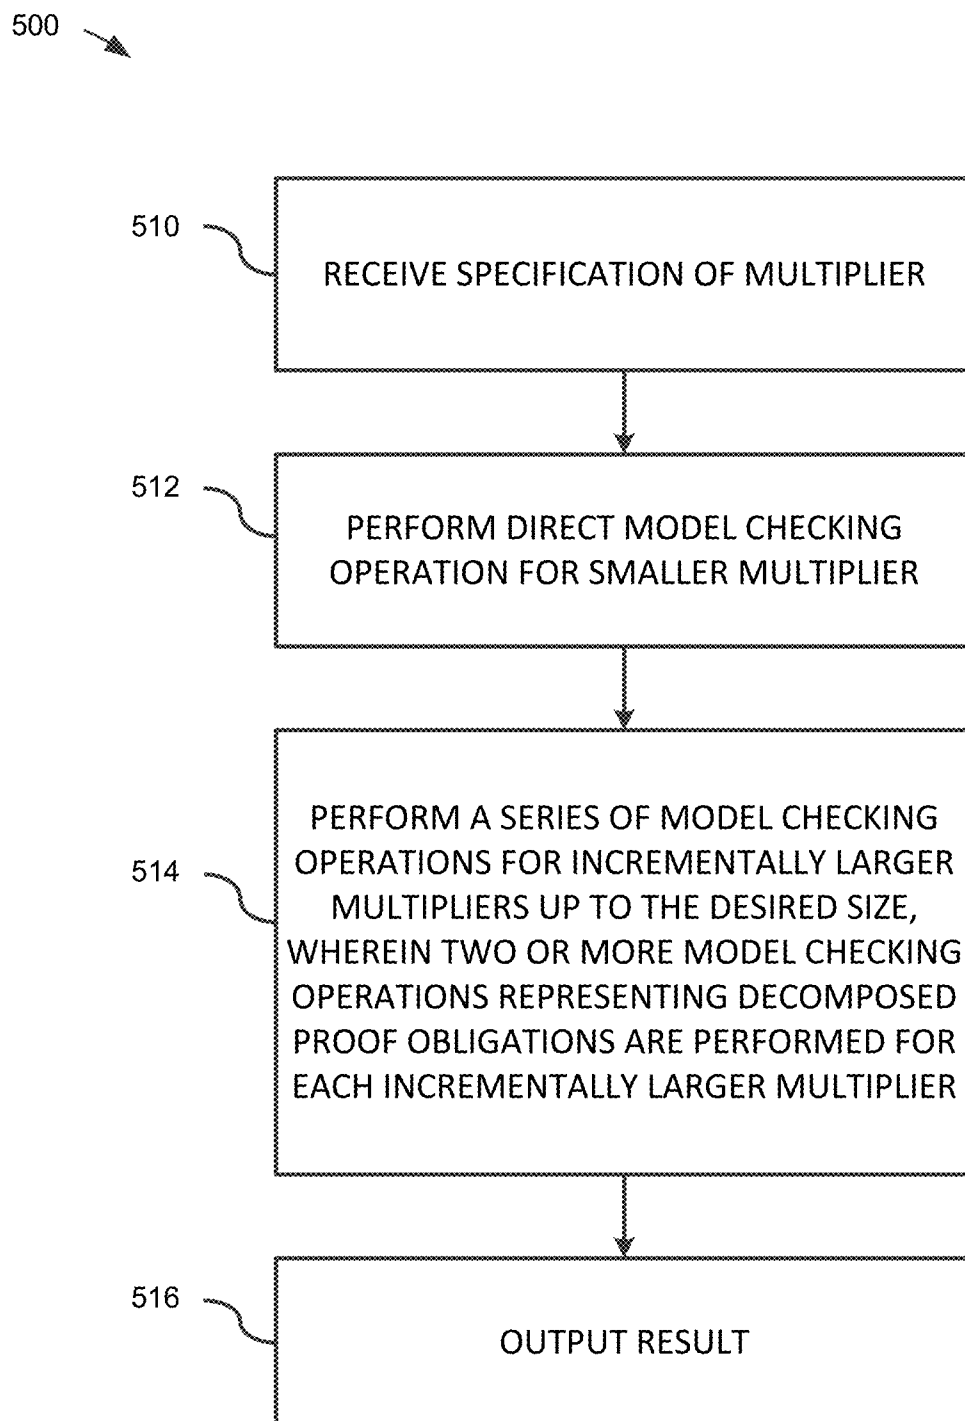 500
510
RECEIVE SPECIFICATION OF MULTIPLIER
512
PERFORM DIRECT MODEL CHECKING
OPERATION FOR SMALLER MULTIPLIER
514
PERFORM A SERIES OF MODEL CHECKING
OPERATIONS FOR INCREMENTALLY LARGER
MULTIPLIERS UP TO THE DESIRED SIZE,
WHEREIN TWO OR MORE MODEL CHECKING
OPERATIONS REPRESENTING DECOMPOSED
PROOF OBLIGATIONS ARE PERFORMED FOR
EACH INCREMENTALLY LARGER MULTIPLIER
516
OUTPUT RESULT